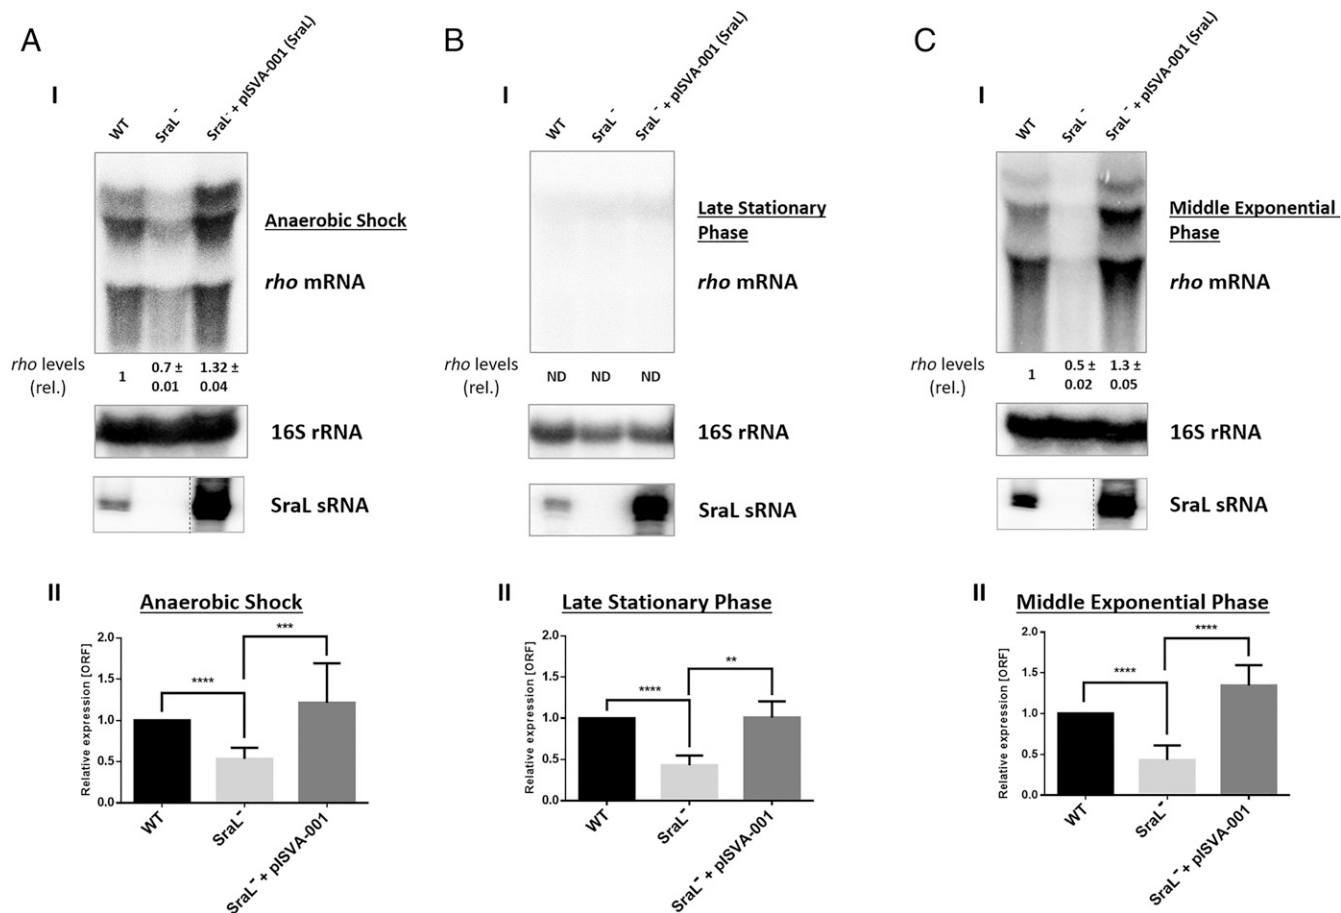 A
B
C
I
I
I
WT
SraL⁻
SraL⁻ + pISVA-001 (SraL)
WT
SraL⁻
SraL⁻ + pISVA-001 (SraL)
WT
SraL⁻
SraL⁻ + pISVA-001 (SraL)
Anaerobic Shock
rho mRNA
Late Stationary
Phase
rho mRNA
Middle Exponential
Phase
rho mRNA
rho levels
(rel.)
1
0.7 ±
0.01
1.32 ±
0.04
rho levels
(rel.)
ND
ND
ND
rho levels
(rel.)
1
0.5 ±
0.02
1.3 ±
0.05
16S rRNA
16S rRNA
16S rRNA
SraL sRNA
SraL sRNA
SraL sRNA
II
Anaerobic Shock
Relative expression [ORF]
2.0
1.5
1.0
0.5
0.0
****
***
WT
SraL⁻
SraL⁻ + pISVA-001
II
Late Stationary Phase
Relative expression [ORF]
2.0
1.5
1.0
0.5
0.0
****
**
WT
SraL⁻
SraL⁻ + pISVA-001
II
Middle Exponential Phase
Relative expression [ORF]
2.0
1.5
1.0
0.5
0.0
****
****
WT
SraL⁻
SraL⁻ + pISVA-001